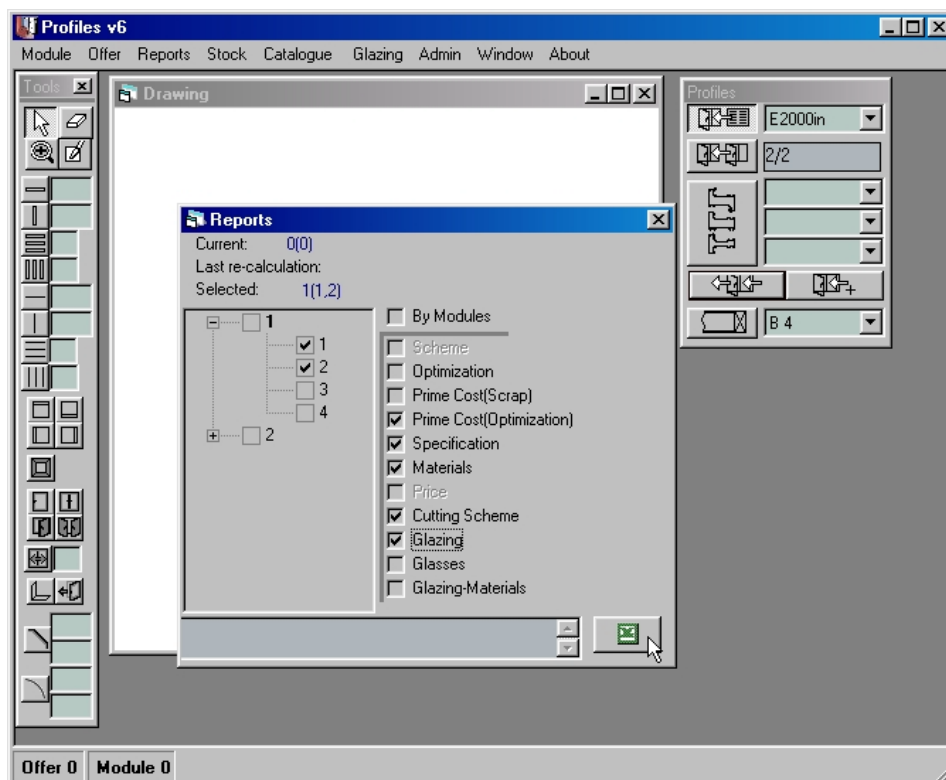 Profiles v6
Module Offer Reports Stock Catalogue Glazing Admin Window About
Tools
Drawing
Profiles
E2000in
2/2
B 4
Reports
Current: 0(0)
Last re-calculation:
Selected: 1(1,2)
1
1
2
3
4
2
By Modules
Scheme
Optimization
Prime Cost(Scrap)
Prime Cost(Optimization)
Specification
Materials
Price
Cutting Scheme
Glazing
Glasses
Glazing-Materials
Offer 0 Module 0